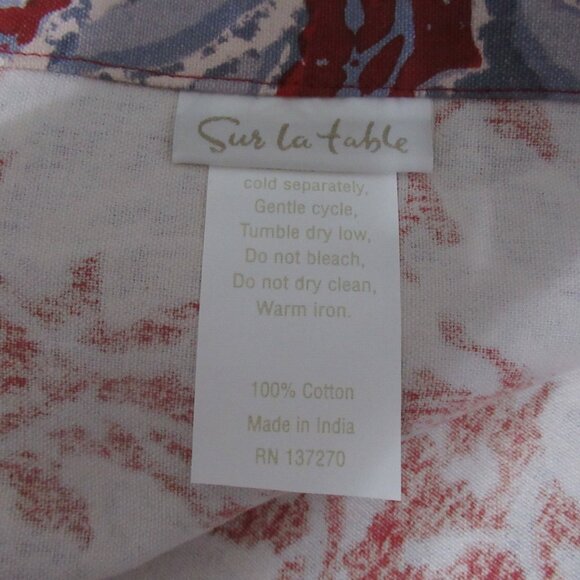 Sur la table
cold separately,
Gentle cycle,
Tumble dry low,
Do not bleach,
Do not dry clean,
Warm iron.
100% Cotton
Made in India
RN 137270